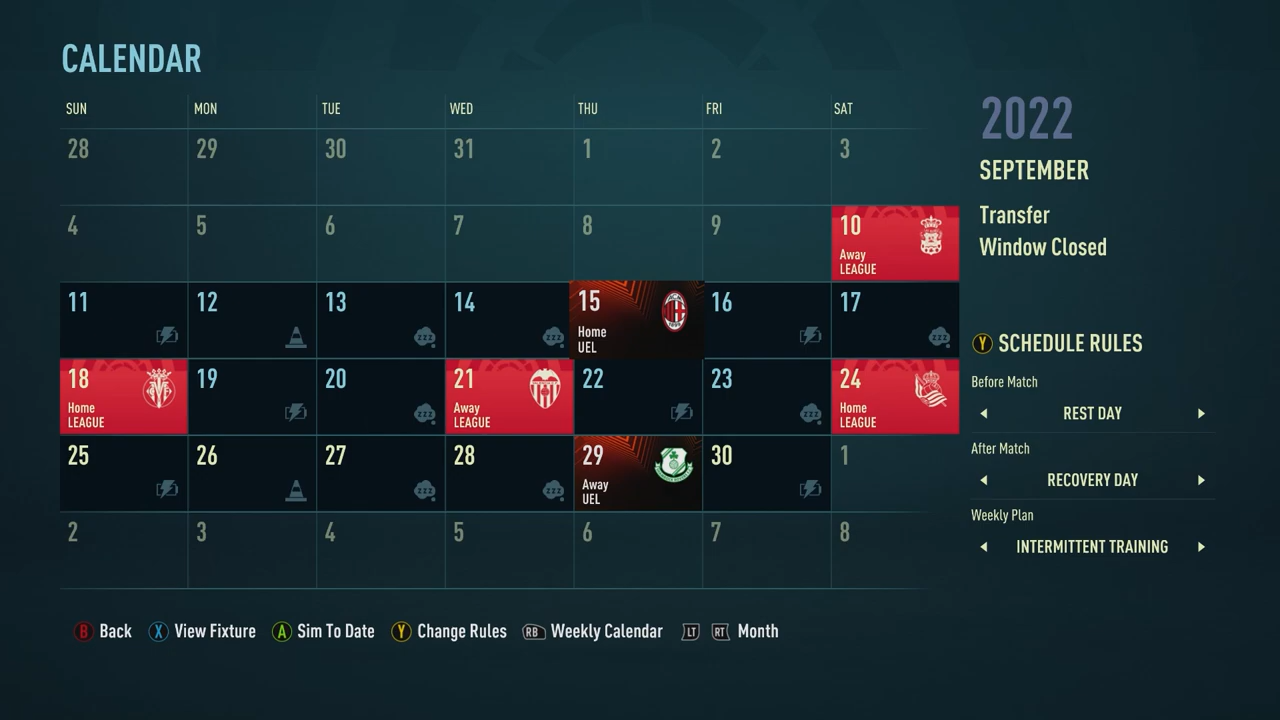 CALENDAR
SUN MON TUE WED THU FRI SAT
28 29 30 31 1 2 3
4 5 6 7 8 9 10
Away
LEAGUE
11 12 13 14 15 16 17
Home
UEL
18 19 20 21 22 23 24
Home Away Home
LEAGUE LEAGUE LEAGUE
25 26 27 28 29 30 1
Away
UEL
2 3 4 5 6 7 8
2022
SEPTEMBER
Transfer
Window Closed
Y SCHEDULE RULES
Before Match
REST DAY
After Match
RECOVERY DAY
Weekly Plan
INTERMITTENT TRAINING
B Back X View Fixture A Sim To Date Y Change Rules RB Weekly Calendar LT RT Month